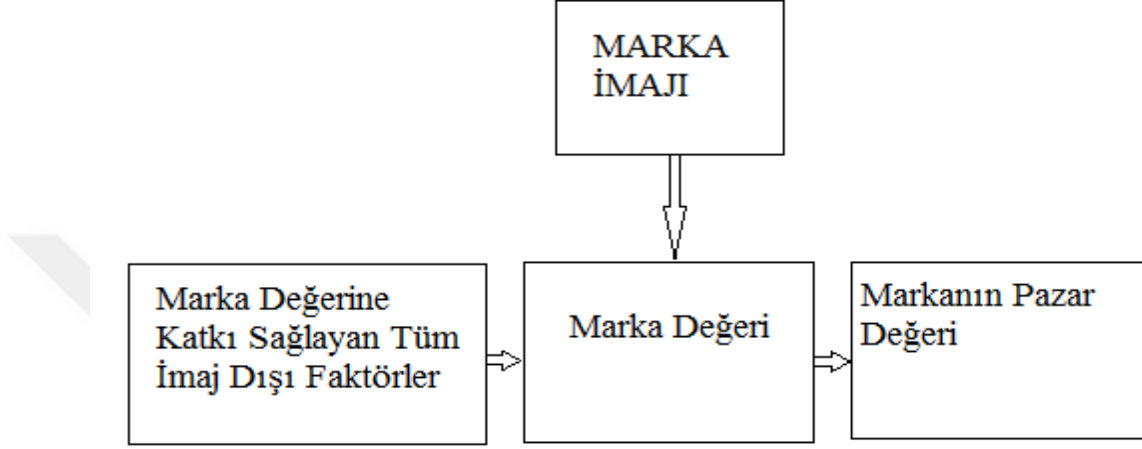 MARKA
İMAJI
Marka Değerine
Katkı Sağlayan Tüm
İmaj Dışı Faktörler
Marka Değeri
Markanın Pazar
Değeri